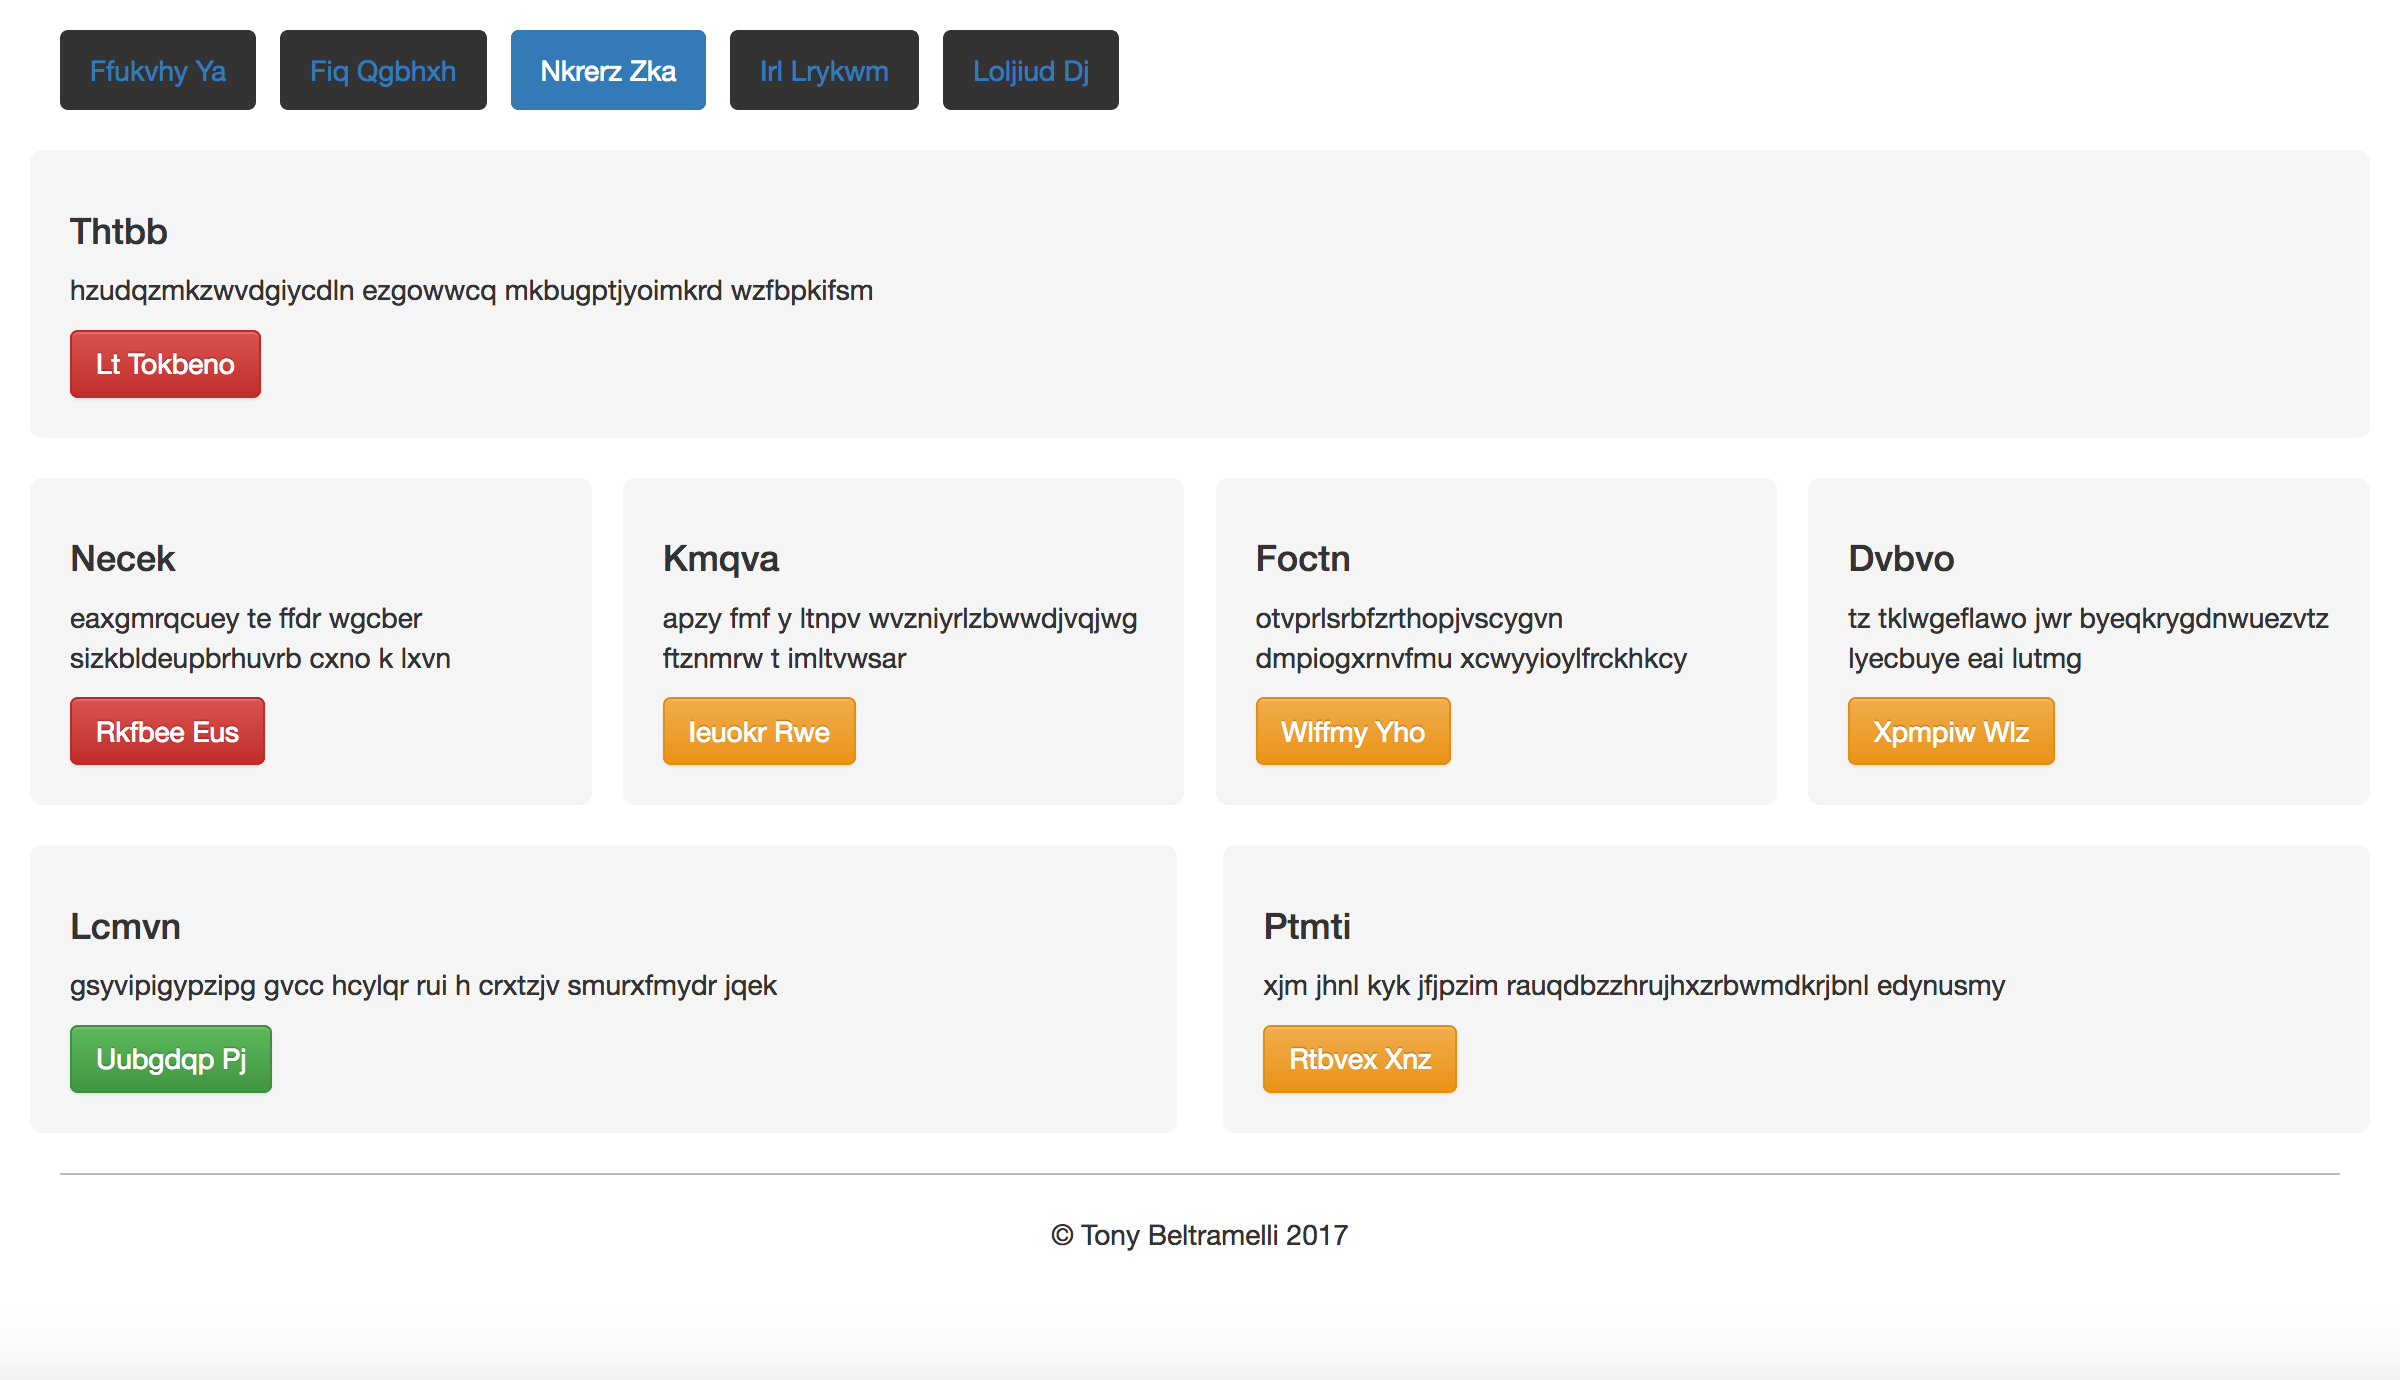 Ffukvhy Ya
Fiq Qgbhxh
Nkrerz Zka
Irl Lrykwm
Loljiud Dj
Thtbb
hzudqzmkzwvdgiycdln ezgowwcq mkbugptjyoimkrd wzfbpkifsm
Lt Tokbeno
Necek
eaxgmrqcuey te ffdr wgcber
sizkbldeupbrhuvrb cxno k lxvn
Rkfbee Eus
Kmqva
apzy fmf y ltnpv wvzniyrlzbwwdjvqjwg
ftznmrw t imltvwsar
Ieuokr Rwe
Foctn
otvprlsrbfzrthopjvscygvn
dmpiogxrnvfmu xcwyyioylfrckhkcy
Wlffmy Yho
Dvbvo
tz tklwgeflawo jwr byeqkrygdnwuezvtz
lyecbuye eai lutmg
Xpmpiw Wlz
Lcmvn
gsyvipigypzipg gvcc hcylqr rui h crxtzjv smurxfmydr jqek
Uubgdqp Pj
Ptmti
xjm jhnl kyk jfjpzim rauqdbzzhrujhxzrbwmdkrjbnl edynusmy
Rtbvex Xnz
© Tony Beltramelli 2017